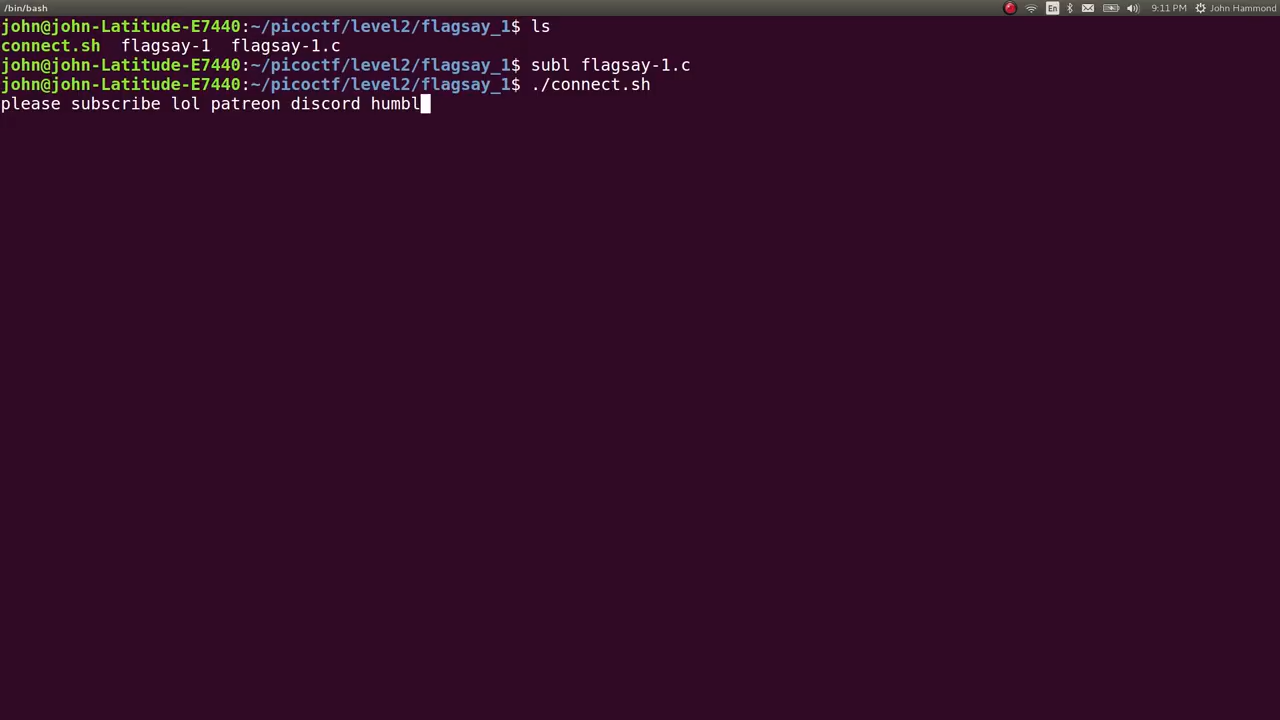 /bin/bash
En
9:11 PM
John Hammond
john@john-Latitude-E7440:~/picoctf/level2/flagsay_1$ ls
connect.sh  flagsay-1  flagsay-1.c
john@john-Latitude-E7440:~/picoctf/level2/flagsay_1$ subl flagsay-1.c
john@john-Latitude-E7440:~/picoctf/level2/flagsay_1$ ./connect.sh
please subscribe lol patreon discord humbl